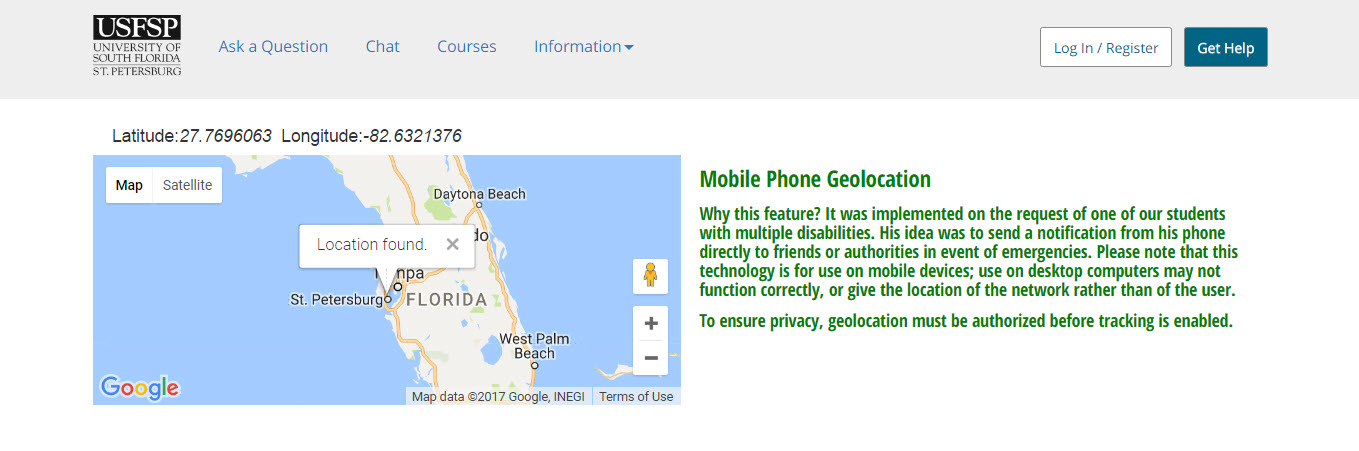 USFSP
UNIVERSITY OF
SOUTH FLORIDA
ST. PETERSBURG
Ask a Question
Chat
Courses
Information
Log In / Register
Get Help
Latitude:27.7696063 Longitude:-82.6321376
Map
Satellite
Daytona Beach
do
Location found.
mpa
St. Petersburg
FLORIDA
West Palm
Beach
Google
Map data ©2017 Google, INEGI
Terms of Use
Mobile Phone Geolocation
Why this feature? It was implemented on the request of one of our students
with multiple disabilities. His idea was to send a notification from his phone
directly to friends or authorities in event of emergencies. Please note that this
technology is for use on mobile devices; use on desktop computers may not
function correctly, or give the location of the network rather than of the user.
To ensure privacy, geolocation must be authorized before tracking is enabled.